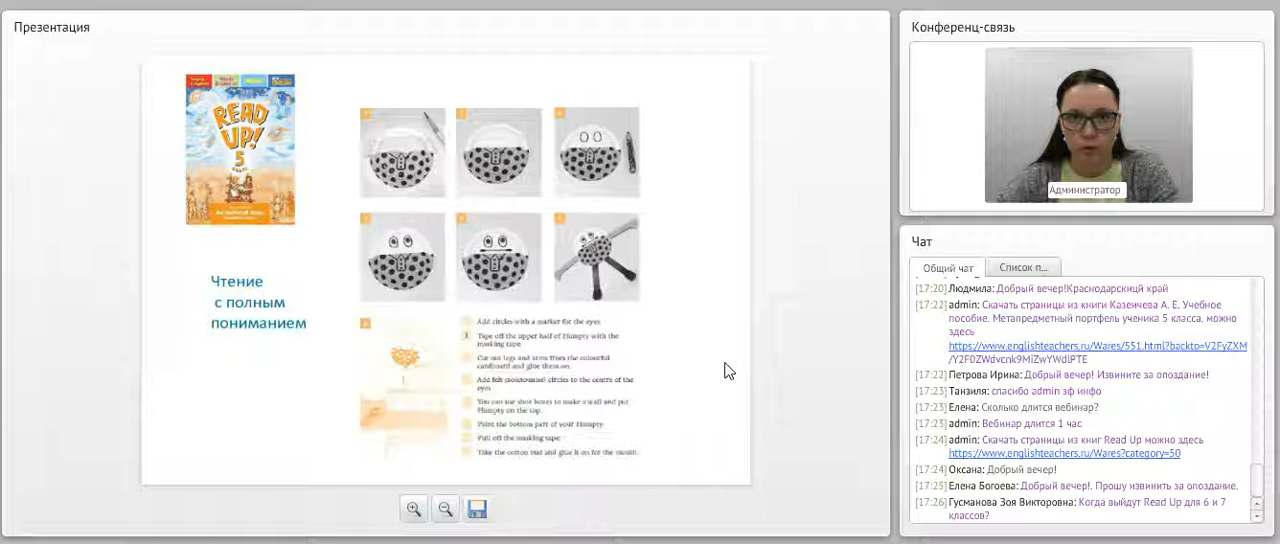 Презентация
READ
UP!
5
Чтение
с полным
пониманием
Add circles with a marker for the eyes
Tape off the upper half of Humpty with the
masking tape.
Cut out legs and arms from the colourful
cardboard and glue them on.
Add felt circles to the centre of the
eyes
You can use shoe boxes to make a wall and put
Humpty on the top.
Paint the bottom part of your Humpty.
Pull off the masking tape.
Take the cotton bud and glue it on for the mouth
Конференц-связь
Администратор
Чат
Общий чат
Список п...
[17:20] Людмила: Добрый вечер!Краснодарскицй край
[17:22] admin: Скачать страницы из книги Казеичева А. Е. Учебное
пособие. Метапредметный портфель ученика 5 класса. можно
здесь
https://www.englishteachers.ru/Wares/551.html?backto=V2FyZXM
/Y2F0ZWdvcnk9MiZwYWdlPTE
[17:22] Петрова Ирина: Добрый вечер! Извините за опоздание!
[17:23] Танзиля: спасибо admin зф инфо
[17:23] Елена: Сколько длится вебинар?
[17:23] admin: Вебинар длится 1 час
[17:24] admin: Скачать страницы из книг Read Up можно здесь
https://www.englishteachers.ru/Wares?category=50
[17:24] Оксана: Добрый вечер!
[17:25] Елена Богоева: Добрый вечер!. Прошу извинить за опоздание.
[17:26] Гусманова Зоя Викторовна: Когда выйдут Read Up для 6 и 7
классов?